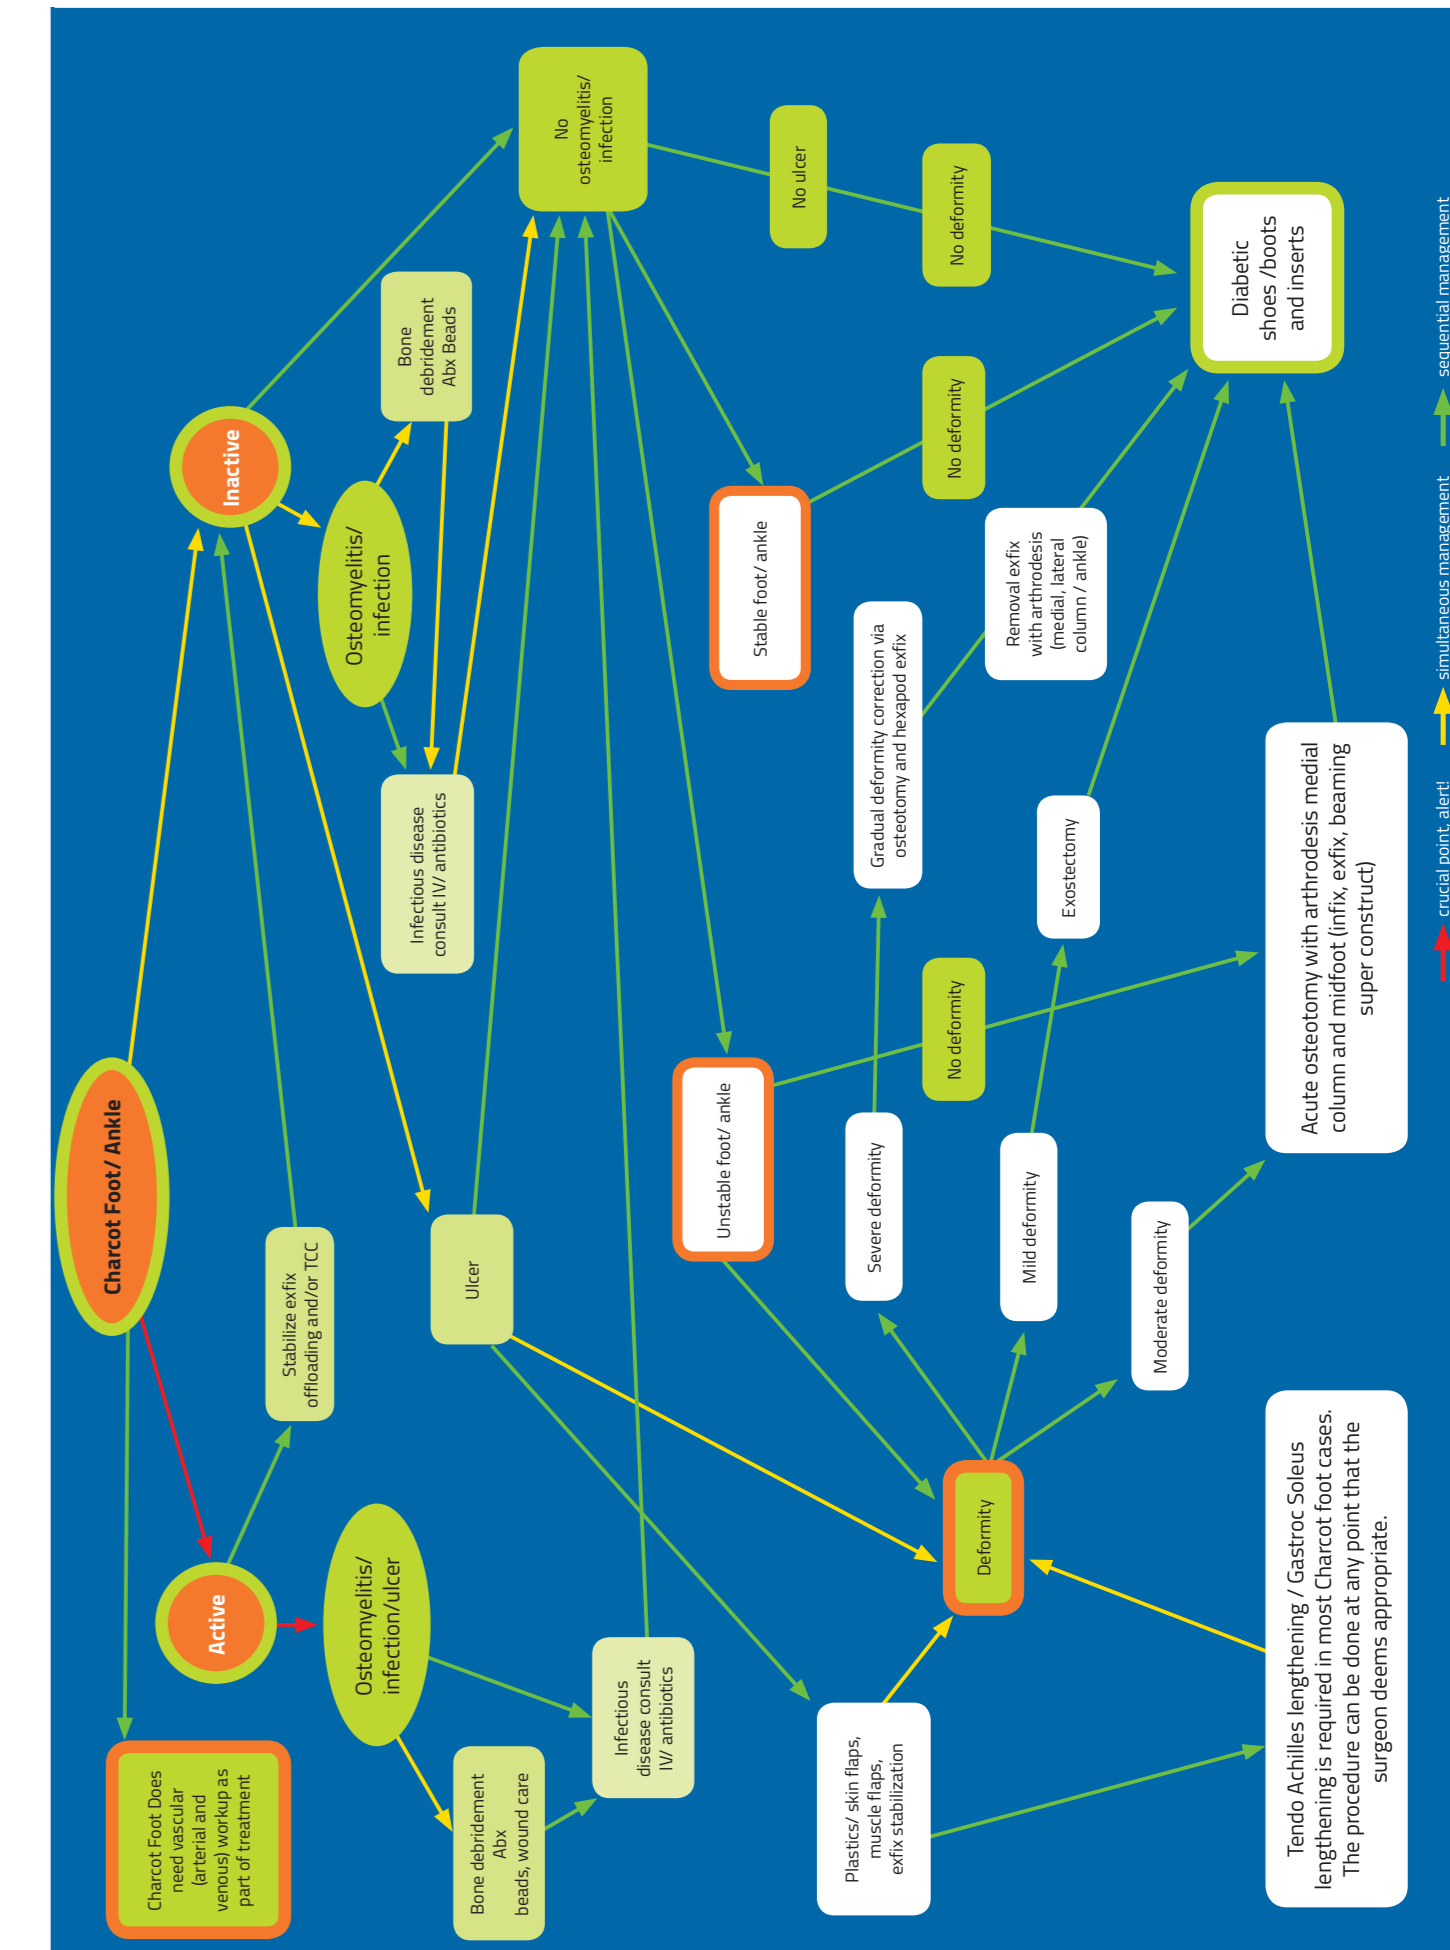 Charcot Foot/ Ankle
Charcot Foot Does
need vascular
(arterial and
venous) workup as
part of treatment
Active
Inactive
Stabilize exfix
offloading and/or TCC
Osteomyelitis/
infection/ulcer
Osteomyelitis/
infection
Bone debridement
Abx
beads, wound care
Ulcer
Infectious disease
consult IV/ antibiotics
Bone
debridement
Abx Beads
Infectious
disease consult
IV/ antibiotics
No
osteomyelitis/
infection
Unstable foot/ ankle
Stable foot/ ankle
No ulcer
Plastics/ skin flaps,
muscle flaps,
exfix stabilization
Severe deformity
Gradual deformity correction via
osteotomy and hexapod exfix
No deformity
No deformity
No deformity
Deformity
Mild deformity
Exostectomy
Removal exfix
with arthrodesis
(medial, lateral
column / ankle)
Moderate deformity
Diabetic
shoes /boots
and inserts
Tendo Achilles lengthening / Gastroc Soleus
lengthening is required in most Charcot foot cases.
The procedure can be done at any point that the
surgeon deems appropriate.
Acute osteotomy with arthrodesis medial
column and midfoot (infix, exfix, beaming
super construct)
crucial point, alert!
simultaneous management
sequential management